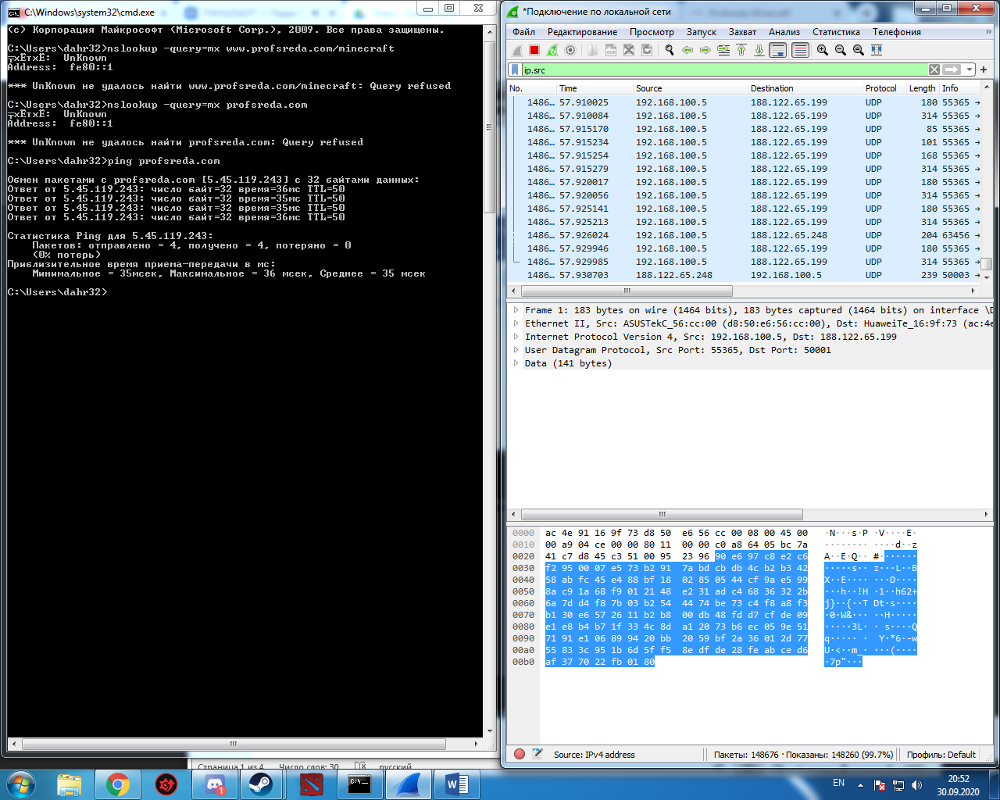 C:\Windows\system32\cmd.exe
(c) Корпорация Майкрософт (Microsoft Corp.), 2009. Все права защищены.
C:\Users\dahr32>nslookup -query=mx www.profsreda.com/minecraft
╤хЁтхЁ:  UnKnown
Address:  fe80::1
*** UnKnown не удалось найти www.profsreda.com/minecraft: Query refused
C:\Users\dahr32>nslookup -query=mx profsreda.com
╤хЁтхЁ:  UnKnown
Address:  fe80::1
*** UnKnown не удалось найти profsreda.com: Query refused
C:\Users\dahr32>ping profsreda.com
Обмен пакетами с profsreda.com [5.45.119.243] с 32 байтами данных:
Ответ от 5.45.119.243: число байт=32 время=36мс TTL=50
Ответ от 5.45.119.243: число байт=32 время=35мс TTL=50
Ответ от 5.45.119.243: число байт=32 время=35мс TTL=50
Ответ от 5.45.119.243: число байт=32 время=36мс TTL=50
Статистика Ping для 5.45.119.243:
Пакетов: отправлено = 4, получено = 4, потеряно = 0
(0% потерь)
Приблизительное время приема-передачи в мс:
Минимальное = 35мсек, Максимальное = 36 мсек, Среднее = 35 мсек
C:\Users\dahr32>
*Подключение по локальной сети
Файл Редактирование Просмотр Запуск Захват Анализ Статистика Телефония »
ip.src
No. Time Source Destination Protocol Length Info
1486… 57.910025 192.168.100.5 188.122.65.199 UDP 180 55365 →
1486… 57.910084 192.168.100.5 188.122.65.199 UDP 314 55365 →
1486… 57.915170 192.168.100.5 188.122.65.199 UDP 85 55365 →
1486… 57.915234 192.168.100.5 188.122.65.199 UDP 101 55365 →
1486… 57.915254 192.168.100.5 188.122.65.199 UDP 168 55365 →
1486… 57.915279 192.168.100.5 188.122.65.199 UDP 314 55365 →
1486… 57.920017 192.168.100.5 188.122.65.199 UDP 180 55365 →
1486… 57.920056 192.168.100.5 188.122.65.199 UDP 314 55365 →
1486… 57.925141 192.168.100.5 188.122.65.199 UDP 180 55365 →
1486… 57.925213 192.168.100.5 188.122.65.199 UDP 314 55365 →
1486… 57.926024 192.168.100.5 188.122.65.248 UDP 204 63456 →
1486… 57.929946 192.168.100.5 188.122.65.199 UDP 180 55365 →
1486… 57.929985 192.168.100.5 188.122.65.199 UDP 314 55365 →
1486… 57.930703 188.122.65.248 192.168.100.5 UDP 239 50003 →
Frame 1: 183 bytes on wire (1464 bits), 183 bytes captured (1464 bits) on interface \D
Ethernet II, Src: ASUSTekC_56:cc:00 (d8:50:e6:56:cc:00), Dst: HuaweiTe_16:9f:73 (ac:4e
Internet Protocol Version 4, Src: 192.168.100.5, Dst: 188.122.65.199
User Datagram Protocol, Src Port: 55365, Dst Port: 50001
Data (141 bytes)
0000 ac 4e 91 16 9f 73 d8 50 e6 56 cc 00 08 00 45 00 ·N···s·P ·V····E·
0010 00 a9 04 ce 00 00 80 11 00 00 c0 a8 64 05 bc 7a ········ ····d··z
0020 41 c7 d8 45 c3 51 00 95 23 96 90 e6 97 c8 e2 c6 A··E·Q·· #·······
0030 f2 95 00 07 e5 73 b2 91 7a bd cb db 4c b2 b3 42 ·····s·· z···L··B
0040 58 ab fc 45 e4 88 bf 18 02 85 05 44 cf 9a e5 99 X··E···· ···D····
0050 8a c9 1a 68 f9 01 21 48 e2 31 ad c4 68 36 32 2b ···h··!H ·1··h62+
0060 6a 7d d4 f8 7b 03 b2 54 44 74 be 73 c4 f8 a8 f3 j}··{··T Dt·s····
0070 b1 30 e6 57 26 11 b2 b8 00 db 48 fd d7 cf de 09 ·0·W&··· ··H·····
0080 e1 e8 b4 b7 1f 33 4c 8d a1 20 73 b6 ec 05 9e 51 ·····3L· · s····Q
0090 71 91 e1 06 89 94 20 bb 20 59 bf 2a 36 01 2d 77 q····· · Y·*6·-w
00a0 55 83 3c 95 1b 6d 5f f5 8e df de 28 fe ab ce d6 U·<··m_· ···(····
00b0 af 37 70 22 fb 01 80 ·7p"···
Source: IPv4 address Пакеты: 148676 · Показаны: 148260 (99.7%) Профиль: Default
Страница 1 из 4 Число слов: 30 русский
EN 20:52
30.09.2020